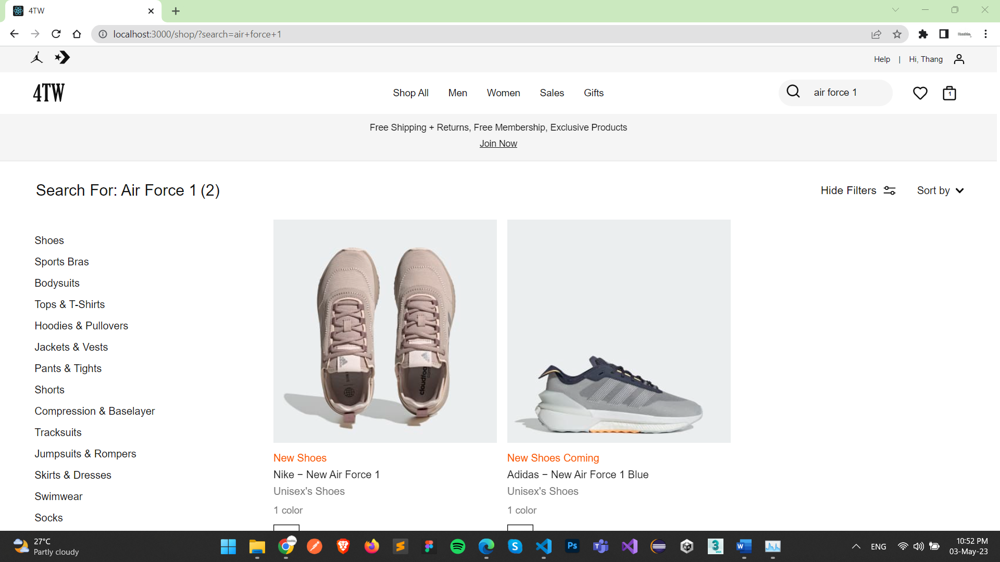 4TW
localhost:3000/shop/?search=air+force+1
Help | Hi, Thang
4TW
Shop All Men Women Sales Gifts
air force 1
1
Free Shipping + Returns, Free Membership, Exclusive Products
Join Now
Search For: Air Force 1 (2)
Hide Filters
Sort by
Shoes
Sports Bras
Bodysuits
Tops & T-Shirts
Hoodies & Pullovers
Jackets & Vests
Pants & Tights
Shorts
Compression & Baselayer
Tracksuits
Jumpsuits & Rompers
Skirts & Dresses
Swimwear
Socks
New Shoes
Nike – New Air Force 1
Unisex's Shoes
1 color
New Shoes Coming
Adidas – New Air Force 1 Blue
Unisex's Shoes
1 color
27°C
Partly cloudy
Ps
ENG
10:52 PM
03-May-23